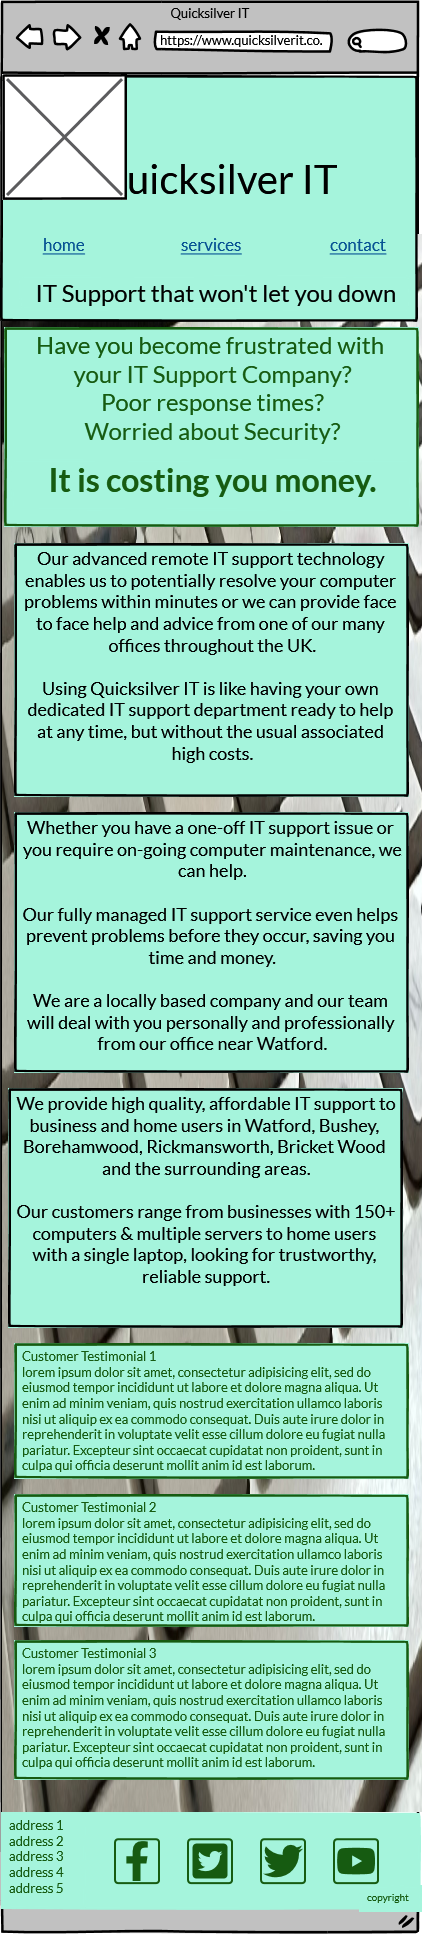 Quicksilver IT
https://www.quicksilverit.co.
uicksilver IT
home services contact
IT Support that won't let you down
Have you become frustrated with
your IT Support Company?
Poor response times?
Worried about Security?
It is costing you money.
Our advanced remote IT support technology
enables us to potentially resolve your computer
problems within minutes or we can provide face
to face help and advice from one of our many
offices throughout the UK.
Using Quicksilver IT is like having your own
dedicated IT support department ready to help
at any time, but without the usual associated
high costs.
Whether you have a one-off IT support issue or
you require on-going computer maintenance, we
can help.
Our fully managed IT support service even helps
prevent problems before they occur, saving you
time and money.
We are a locally based company and our team
will deal with you personally and professionally
from our office near Watford.
We provide high quality, affordable IT support to
business and home users in Watford, Bushey,
Borehamwood, Rickmansworth, Bricket Wood
and the surrounding areas.
Our customers range from businesses with 150+
computers & multiple servers to home users
with a single laptop, looking for trustworthy,
reliable support.
Customer Testimonial 1
lorem ipsum dolor sit amet, consectetur adipisicing elit, sed do
eiusmod tempor incididunt ut labore et dolore magna aliqua. Ut
enim ad minim veniam, quis nostrud exercitation ullamco laboris
nisi ut aliquip ex ea commodo consequat. Duis aute irure dolor in
reprehenderit in voluptate velit esse cillum dolore eu fugiat nulla
pariatur. Excepteur sint occaecat cupidatat non proident, sunt in
culpa qui officia deserunt mollit anim id est laborum.
Customer Testimonial 2
lorem ipsum dolor sit amet, consectetur adipisicing elit, sed do
eiusmod tempor incididunt ut labore et dolore magna aliqua. Ut
enim ad minim veniam, quis nostrud exercitation ullamco laboris
nisi ut aliquip ex ea commodo consequat. Duis aute irure dolor in
reprehenderit in voluptate velit esse cillum dolore eu fugiat nulla
pariatur. Excepteur sint occaecat cupidatat non proident, sunt in
culpa qui officia deserunt mollit anim id est laborum.
Customer Testimonial 3
lorem ipsum dolor sit amet, consectetur adipisicing elit, sed do
eiusmod tempor incididunt ut labore et dolore magna aliqua. Ut
enim ad minim veniam, quis nostrud exercitation ullamco laboris
nisi ut aliquip ex ea commodo consequat. Duis aute irure dolor in
reprehenderit in voluptate velit esse cillum dolore eu fugiat nulla
pariatur. Excepteur sint occaecat cupidatat non proident, sunt in
culpa qui officia deserunt mollit anim id est laborum.
address 1
address 2
address 3
address 4
address 5
copyright